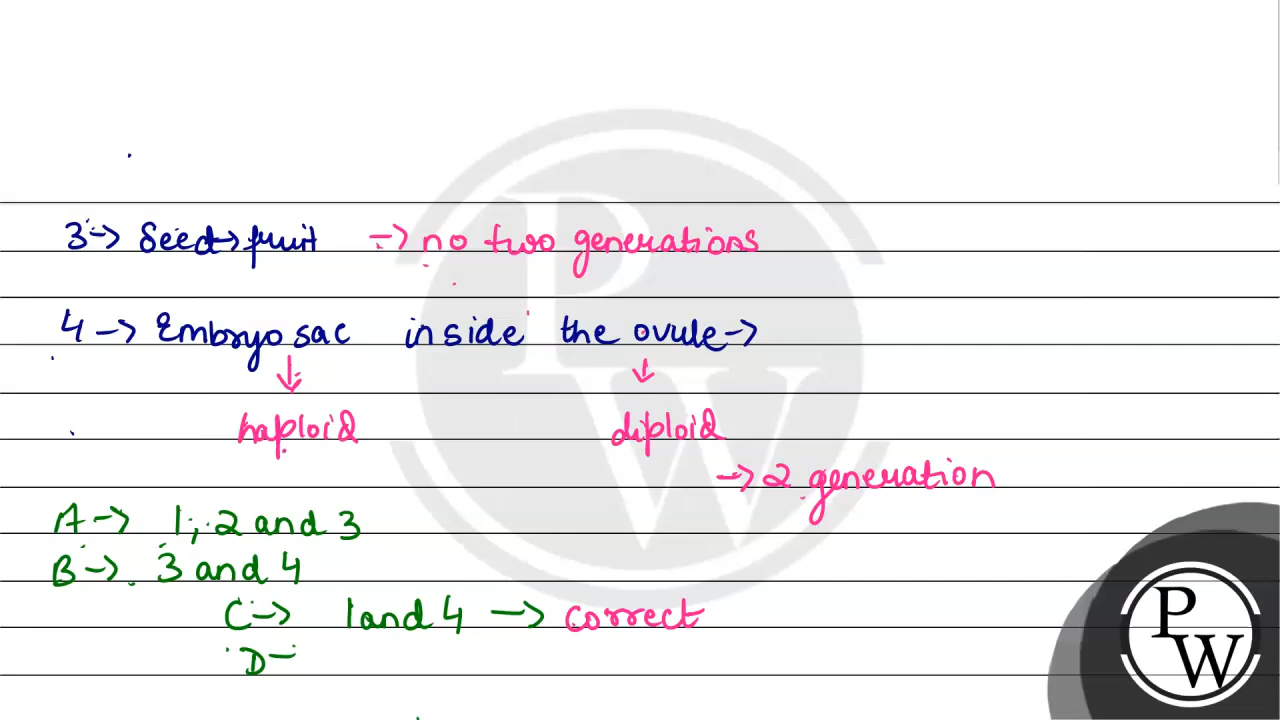 3 → Seed → fruit → no two generations
4 → Embryo sac inside the ovule →
↓ ↓
haploid diploid
→ 2 generation
A → 1, 2 and 3
B → 3 and 4
C → 1 and 4 → correct
D -
P
W
P
W